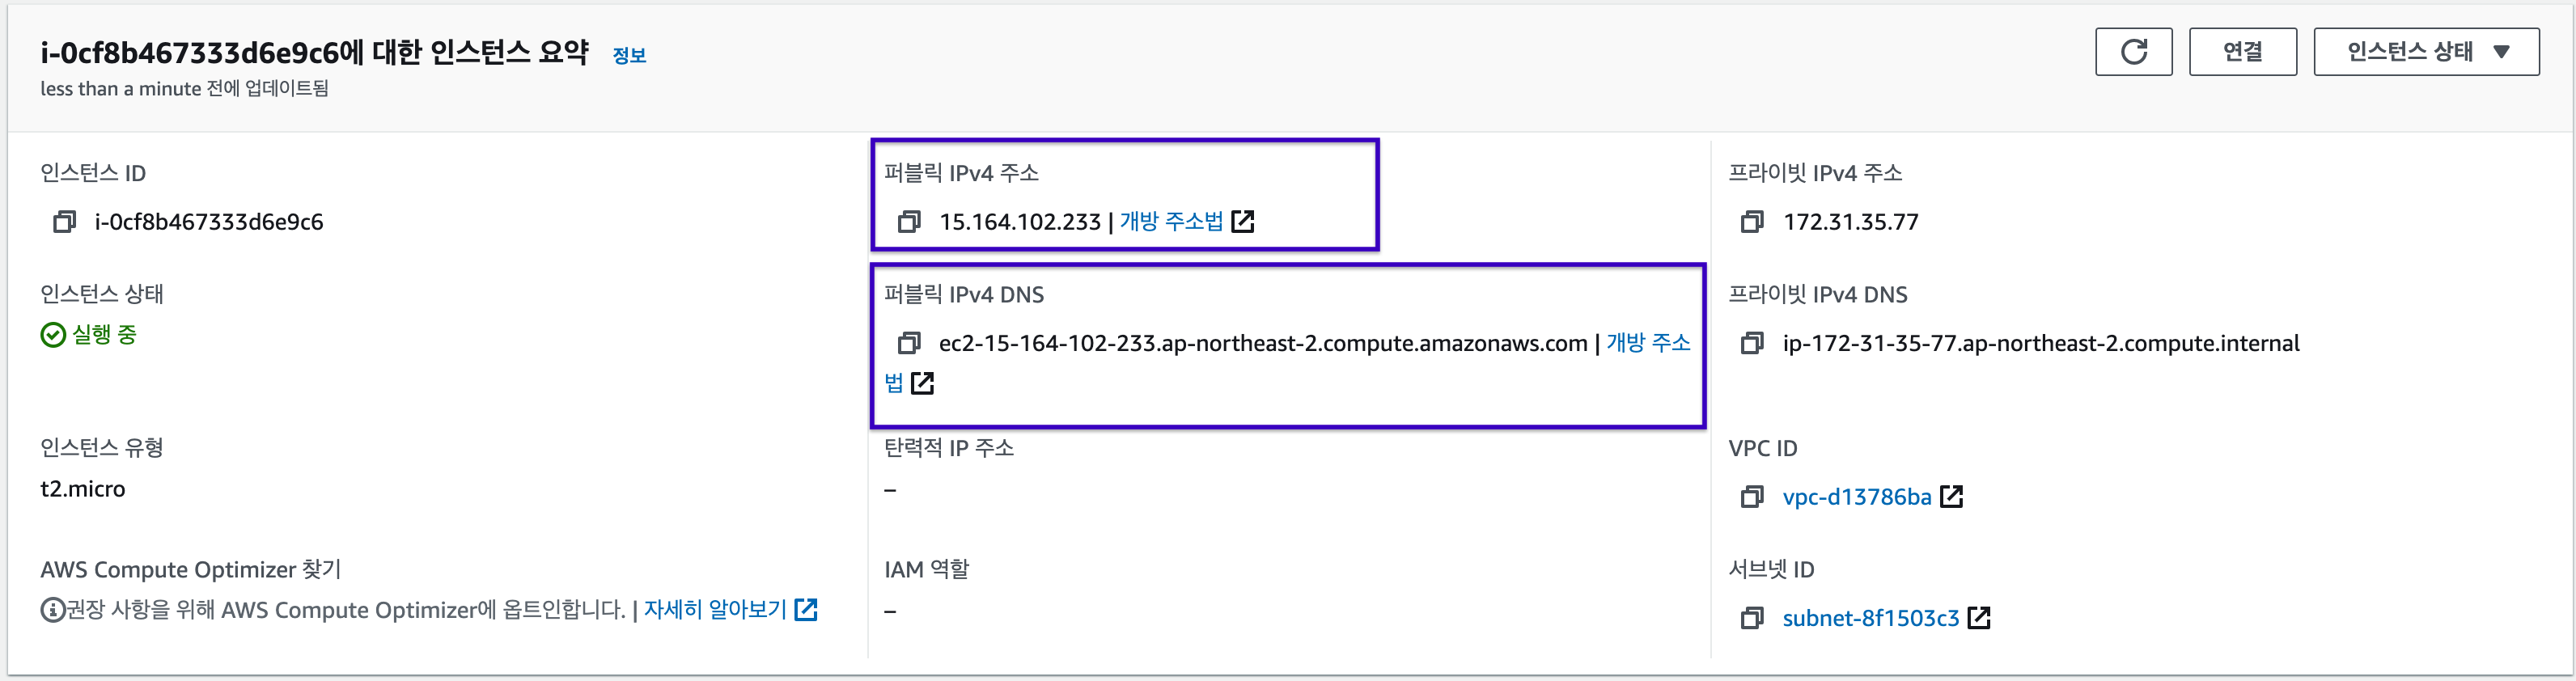 i-0cf8b467333d6e9c6에 대한 인스턴스 요약 정보
less than a minute 전에 업데이트됨
연결
인스턴스 상태
인스턴스 ID
i-0cf8b467333d6e9c6
퍼블릭 IPv4 주소
15.164.102.233 | 개방 주소법
프라이빗 IPv4 주소
172.31.35.77
인스턴스 상태
실행 중
퍼블릭 IPv4 DNS
ec2-15-164-102-233.ap-northeast-2.compute.amazonaws.com | 개방 주소
법
프라이빗 IPv4 DNS
ip-172-31-35-77.ap-northeast-2.compute.internal
인스턴스 유형
t2.micro
탄력적 IP 주소
–
VPC ID
vpc-d13786ba
AWS Compute Optimizer 찾기
권장 사항을 위해 AWS Compute Optimizer에 옵트인합니다. | 자세히 알아보기
IAM 역할
–
서브넷 ID
subnet-8f1503c3